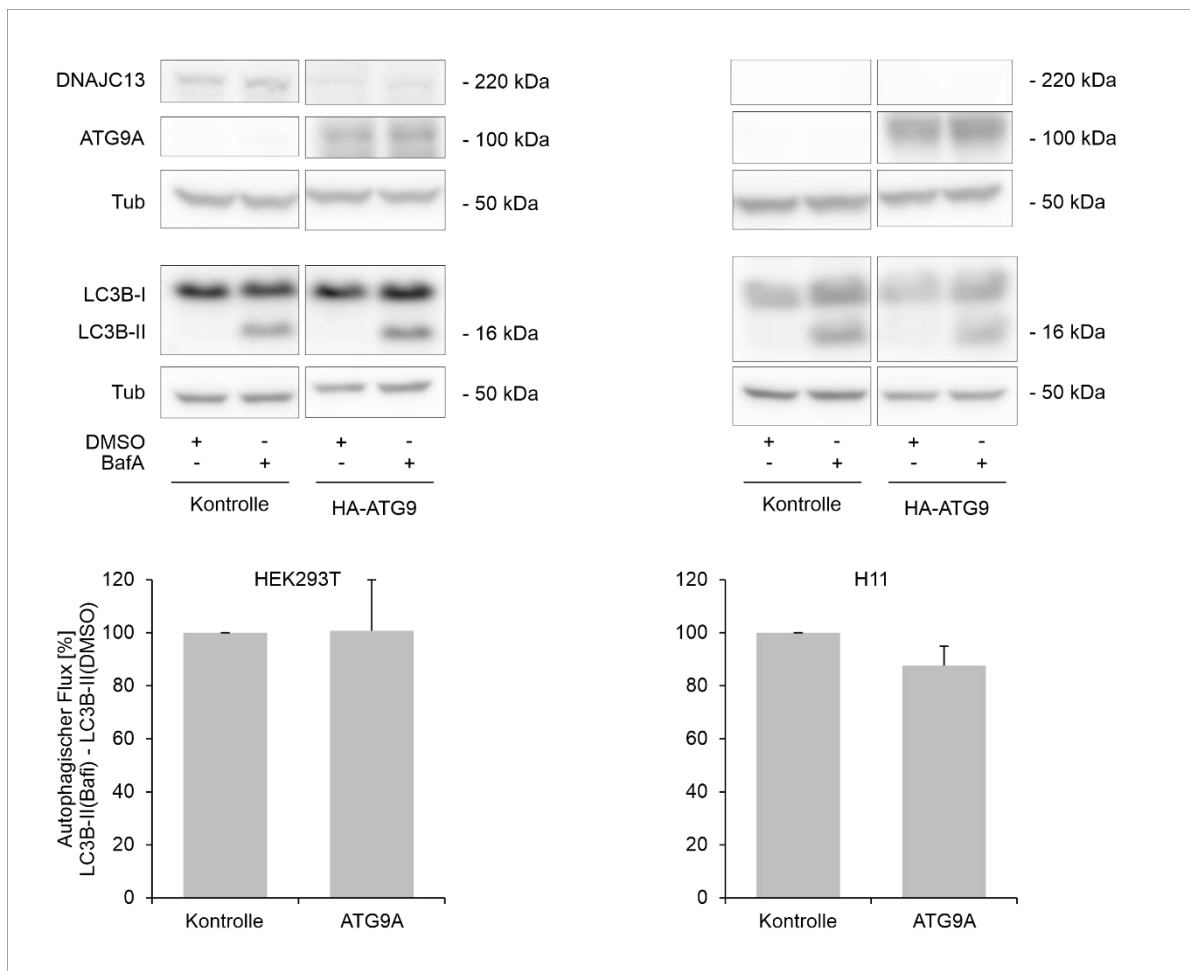 DNAJC13
- 220 kDa
ATG9A
- 100 kDa
Tub
- 50 kDa
LC3B-I
LC3B-II
- 16 kDa
Tub
- 50 kDa
DMSO + - + -
BafA - + - +
Kontrolle HA-ATG9
- 220 kDa
- 100 kDa
- 50 kDa
- 16 kDa
- 50 kDa
+ - + -
- + - +
Kontrolle HA-ATG9
HEK293T
Autophagischer Flux [%]
LC3B-II(Bafi) - LC3B-II(DMSO)
120
100
80
60
40
20
0
Kontrolle ATG9A
H11
120
100
80
60
40
20
0
Kontrolle ATG9A